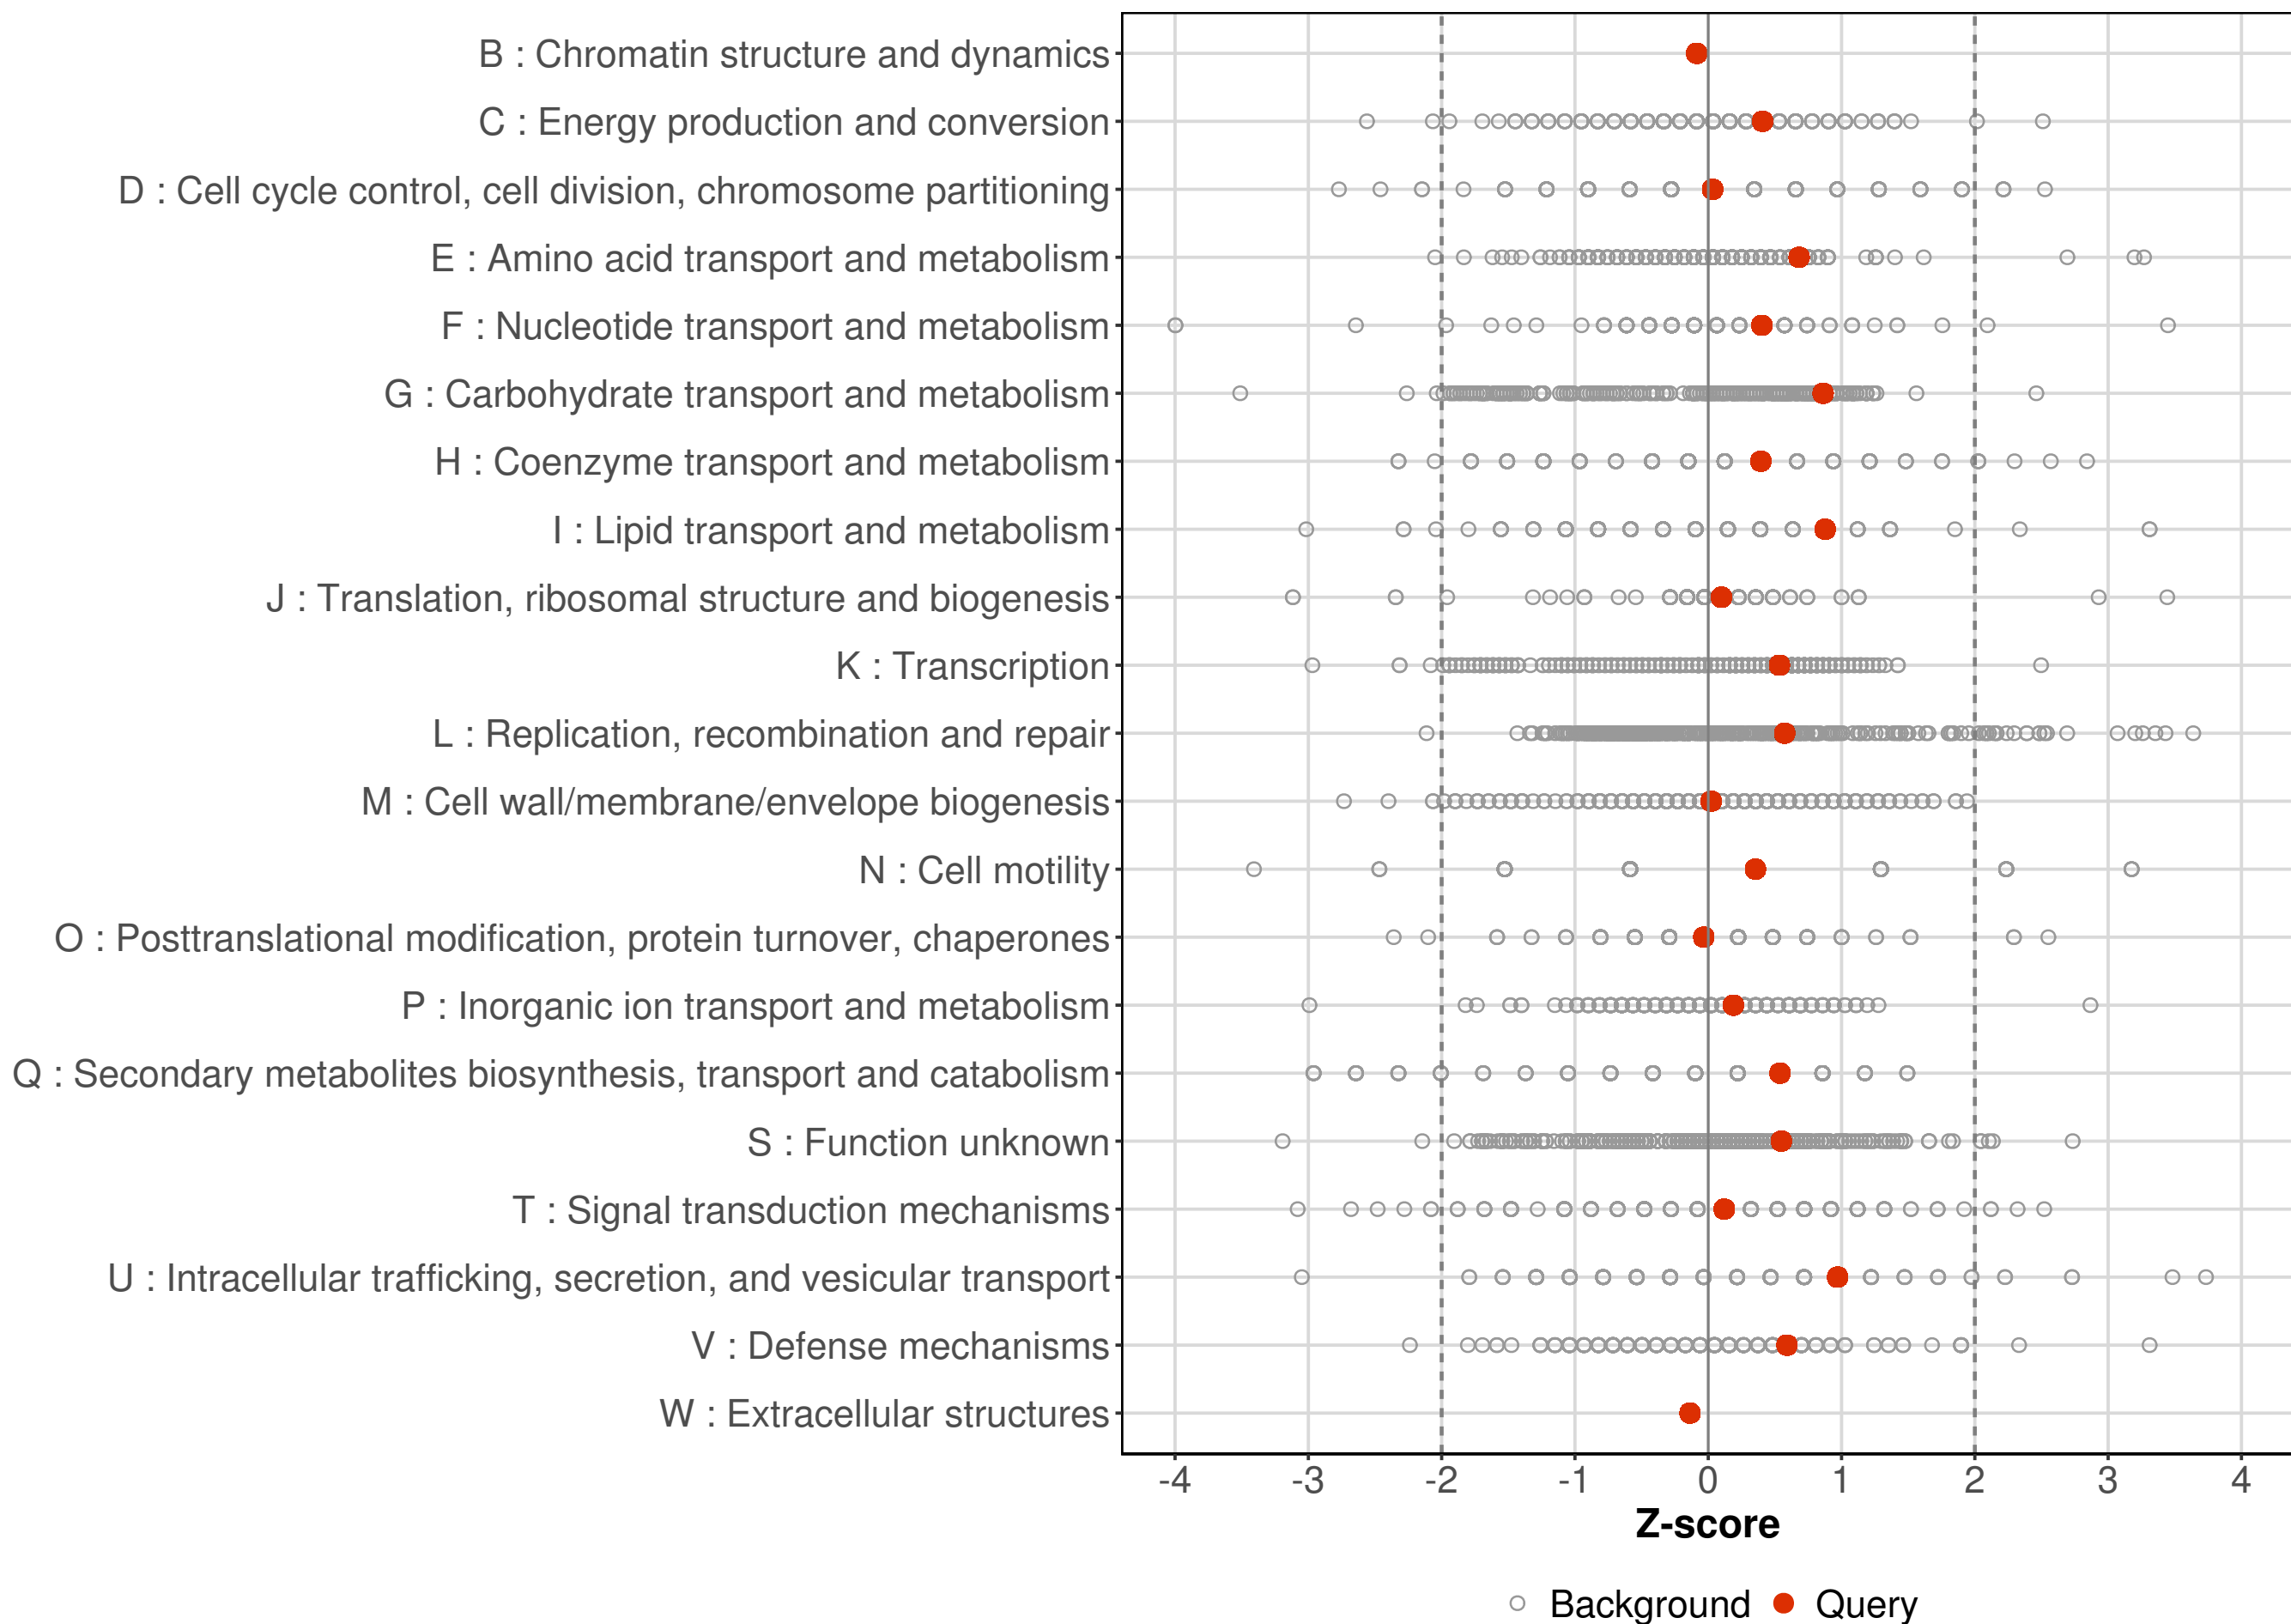 B : Chromatin structure and dynamics
C : Energy production and conversion
D : Cell cycle control, cell division, chromosome partitioning
E : Amino acid transport and metabolism
F : Nucleotide transport and metabolism
G : Carbohydrate transport and metabolism
H : Coenzyme transport and metabolism
I : Lipid transport and metabolism
J : Translation, ribosomal structure and biogenesis
K : Transcription
L : Replication, recombination and repair
M : Cell wall/membrane/envelope biogenesis
N : Cell motility
O : Posttranslational modification, protein turnover, chaperones
P : Inorganic ion transport and metabolism
Q : Secondary metabolites biosynthesis, transport and catabolism
S : Function unknown
T : Signal transduction mechanisms
U : Intracellular trafficking, secretion, and vesicular transport
V : Defense mechanisms
W : Extracellular structures
-4 -3 -2 -1 0 1 2 3 4
Z-score
Background Query